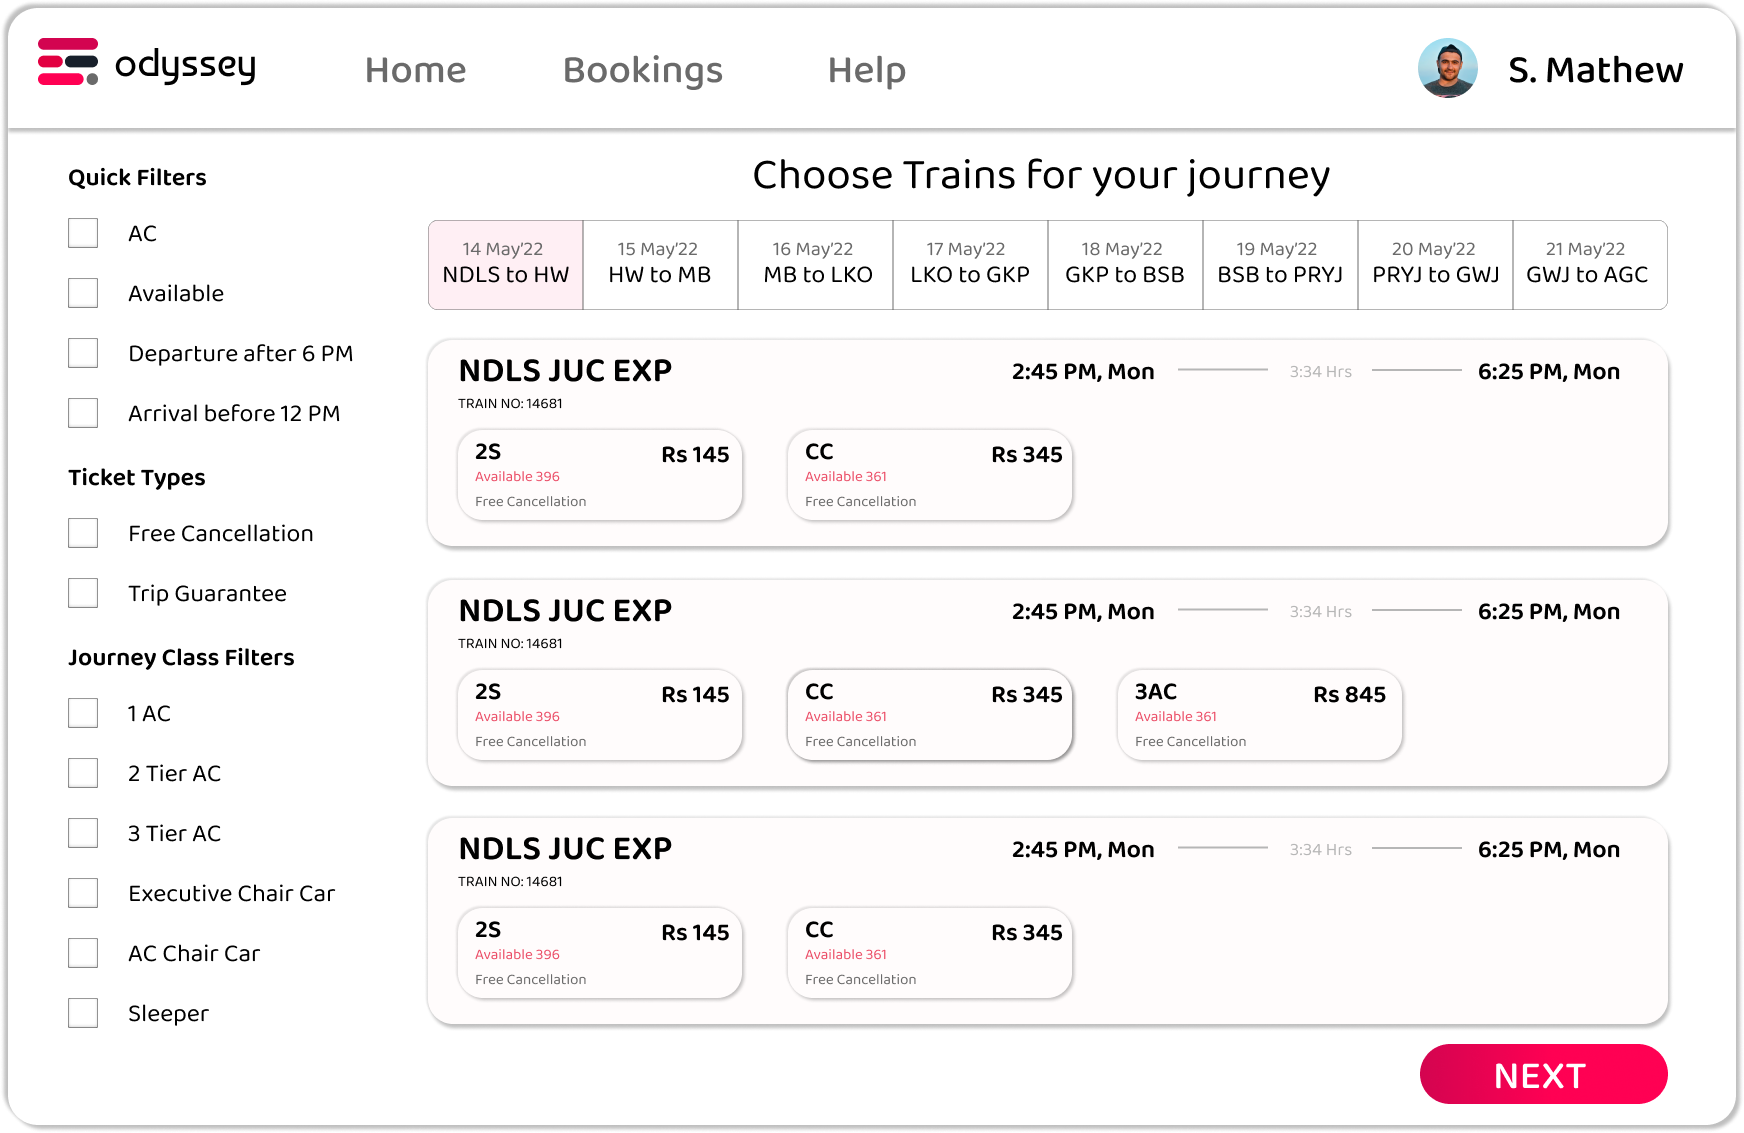 odyssey
Home
Bookings
Help
S. Mathew
Quick Filters
AC
Available
Departure after 6 PM
Arrival before 12 PM
Ticket Types
Free Cancellation
Trip Guarantee
Journey Class Filters
1 AC
2 Tier AC
3 Tier AC
Executive Chair Car
AC Chair Car
Sleeper
Choose Trains for your journey
14 May'22
NDLS to HW
15 May'22
HW to MB
16 May'22
MB to LKO
17 May'22
LKO to GKP
18 May'22
GKP to BSB
19 May'22
BSB to PRYJ
20 May'22
PRYJ to GWJ
21 May'22
GWJ to AGC
NDLS JUC EXP
2:45 PM, Mon
3:34 Hrs
6:25 PM, Mon
TRAIN NO: 14681
2S
Rs 145
Available 396
Free Cancellation
CC
Rs 345
Available 361
Free Cancellation
NDLS JUC EXP
2:45 PM, Mon
3:34 Hrs
6:25 PM, Mon
TRAIN NO: 14681
2S
Rs 145
Available 396
Free Cancellation
CC
Rs 345
Available 361
Free Cancellation
3AC
Rs 845
Available 361
Free Cancellation
NDLS JUC EXP
2:45 PM, Mon
3:34 Hrs
6:25 PM, Mon
TRAIN NO: 14681
2S
Rs 145
Available 396
Free Cancellation
CC
Rs 345
Available 361
Free Cancellation
NEXT